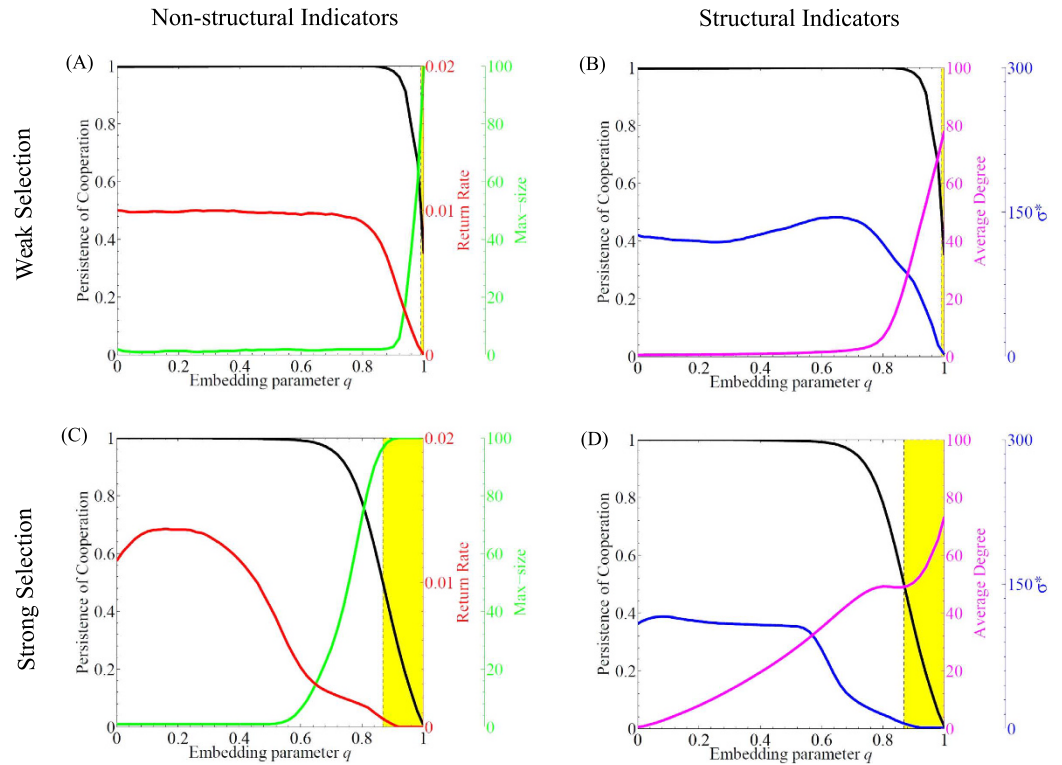 Non-structural Indicators
Structural Indicators
Weak Selection
Strong Selection
(A)
Persistence of Cooperation
1
0.8
0.6
0.4
0.2
0
0 0.2 0.4 0.6 0.8 1
Embedding parameter q
0.02
0.01
0
Return Rate
100
80
60
40
20
0
Max-size
(B)
Persistence of Cooperation
1
0.8
0.6
0.4
0.2
0
0 0.2 0.4 0.6 0.8 1
Embedding parameter q
100
80
60
40
20
0
Average Degree
300
150
0
σ*
(C)
Persistence of Cooperation
1
0.8
0.6
0.4
0.2
0
0 0.2 0.4 0.6 0.8 1
Embedding parameter q
0.02
0.01
0.00
Return Rate
100
80
60
40
20
0
Max-size
(D)
Persistence of Cooperation
1
0.8
0.6
0.4
0.2
0
0 0.2 0.4 0.6 0.8 1
Embedding parameter q
100
80
60
40
20
0
Average Degree
300
150
0
σ*